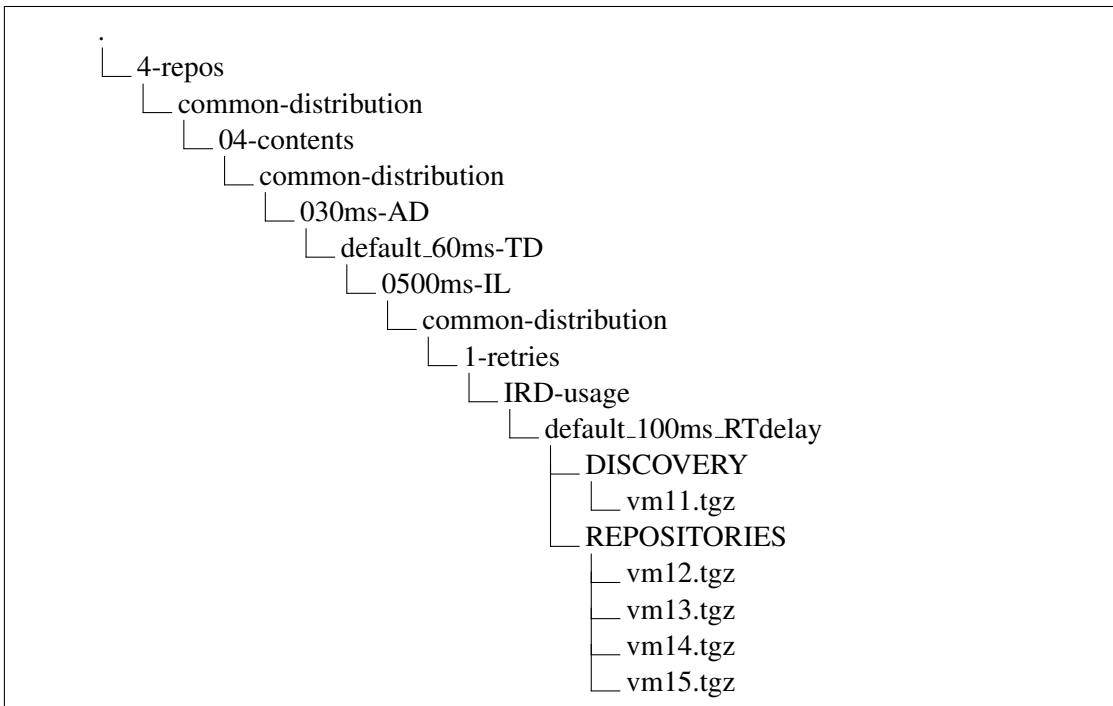 .
4-repos
common-distribution
04-contents
common-distribution
030ms-AD
default_60ms-TD
0500ms-IL
common-distribution
1-retries
IRD-usage
default_100ms_RTdelay
DISCOVERY
vm11.tgz
REPOSITORIES
vm12.tgz
vm13.tgz
vm14.tgz
vm15.tgz